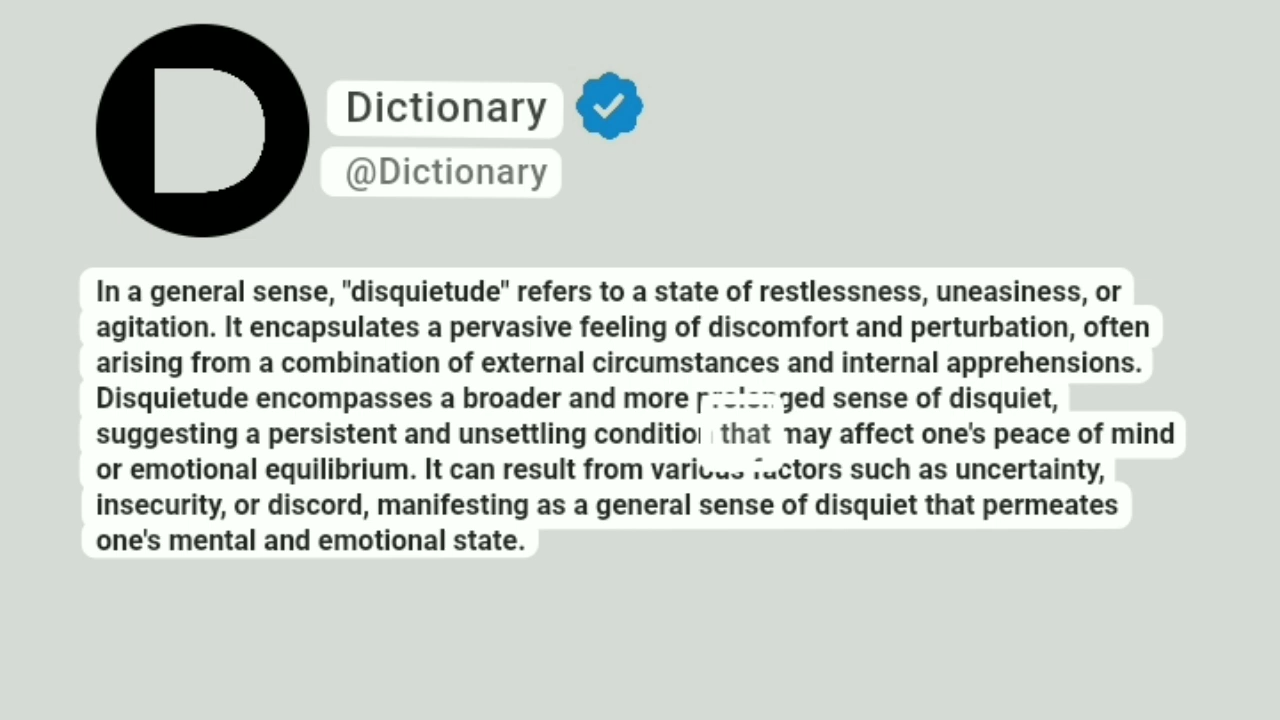 D
Dictionary
@Dictionary
In a general sense, "disquietude" refers to a state of restlessness, uneasiness, or
agitation. It encapsulates a pervasive feeling of discomfort and perturbation, often
arising from a combination of external circumstances and internal apprehensions.
Disquietude encompasses a broader and more prolonged sense of disquiet,
suggesting a persistent and unsettling condition that may affect one's peace of mind
or emotional equilibrium. It can result from various factors such as uncertainty,
insecurity, or discord, manifesting as a general sense of disquiet that permeates
one's mental and emotional state.